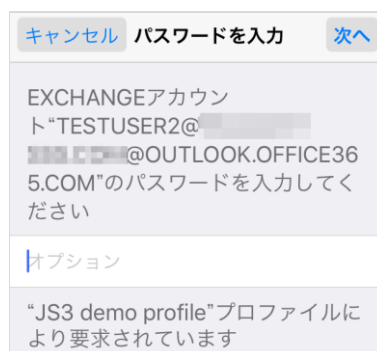 キャンセル パスワードを入力 次へ
EXCHANGEアカウン
ト“TESTUSER2@
@OUTLOOK.OFFICE36
5.COM”のパスワードを入力してく
ださい
オプション
“JS3 demo profile”プロファイルに
より要求されています